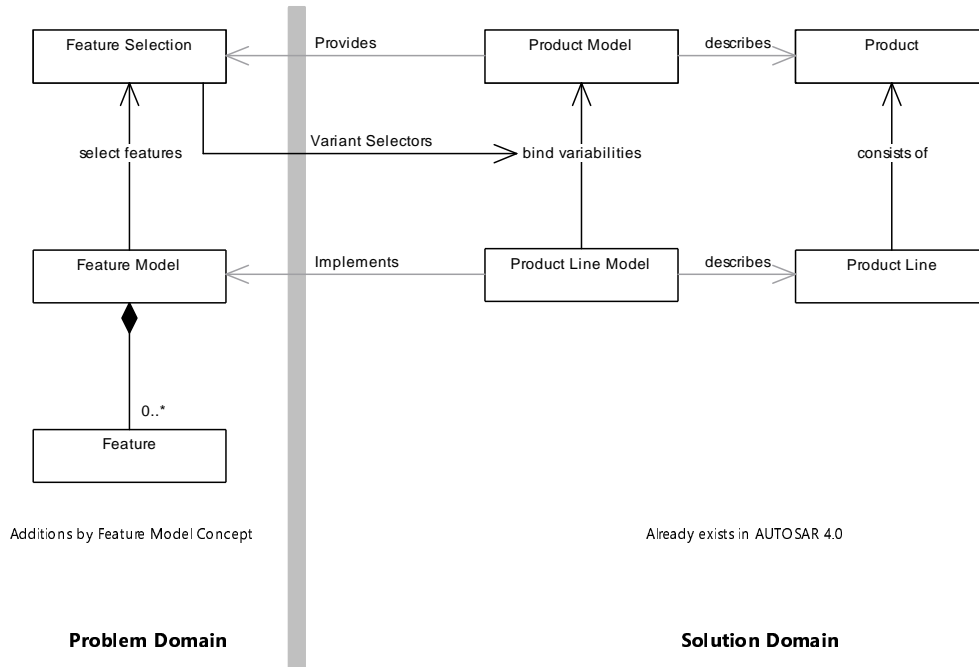 Feature Selection
Provides
Product Model
describes
Product
select features
Variant Selectors
bind variabilities
consists of
Feature Model
Implements
Product Line Model
describes
Product Line
0..*
Feature
Additions by Feature Model Concept
Already exists in AUTOSAR 4.0
Problem Domain
Solution Domain